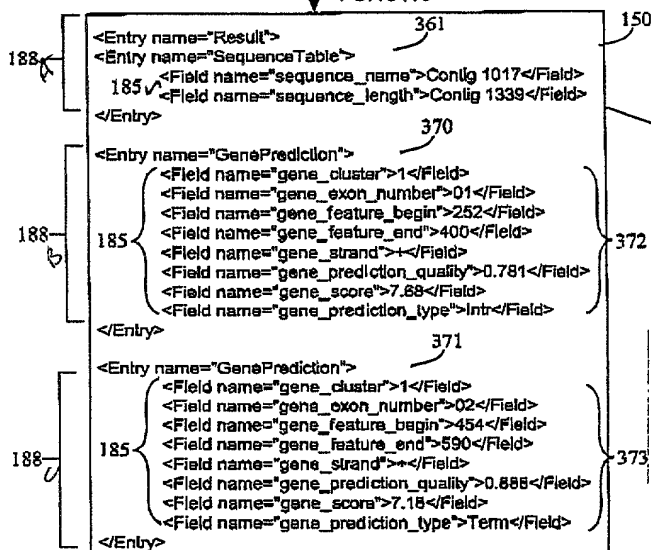 361
150
<Entry name="Result">
<Entry name="SequenceTable">
188 A
185
<Field name="sequence_name">Contig 1017</Field>
<Field name="sequence_length">Contig 1339</Field>
</Entry>
370
<Entry name="GenePrediction">
<Field name="gene_cluster">1</Field>
<Field name="gene_exon_number">01</Field>
<Field name="gene_feature_begin">252</Field>
188 B
185
<Field name="gene_feature_end">400</Field>
372
<Field name="gene_strand">+</Field>
<Field name="gene_prediction_quality">0.781</Field>
<Field name="gene_score">7.68</Field>
<Field name="gene_prediction_type">Intr</Field>
</Entry>
371
<Entry name="GenePrediction">
<Field name="gene_cluster">1</Field>
<Field name="gene_exon_number">02</Field>
<Field name="gene_feature_begin">454</Field>
188 C
185
<Field name="gene_feature_end">590</Field>
373
<Field name="gene_strand">+</Field>
<Field name="gene_prediction_quality">0.888</Field>
<Field name="gene_score">7.18</Field>
<Field name="gene_prediction_type">Term</Field>
</Entry>